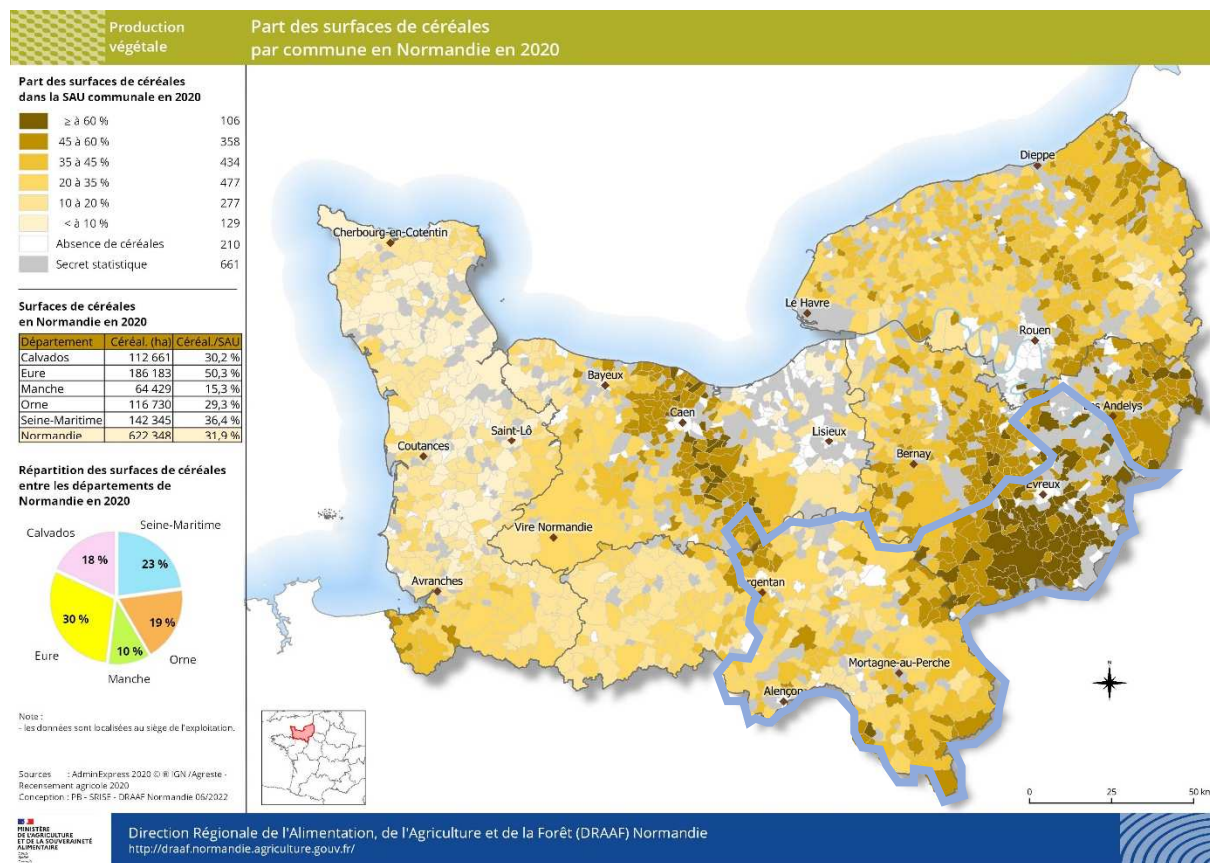 Production
végétale
Part des surfaces de céréales
par commune en Normandie en 2020
Part des surfaces de céréales
dans la SAU communale en 2020
≥ à 60 % 106
45 à 60 % 358
35 à 45 % 434
20 à 35 % 477
10 à 20 % 277
< à 10 % 129
Absence de céréales 210
Secret statistique 661
Surfaces de céréales
en Normandie en 2020
Département Céréal. (ha) Céréal./SAU
Calvados 112 661 30,2 %
Eure 186 183 50,3 %
Manche 64 429 15,3 %
Orne 116 730 29,3 %
Seine-Maritime 142 345 36,4 %
Normandie 622 348 31,9 %
Répartition des surfaces de céréales
entre les départements de
Normandie en 2020
Calvados
Seine-Maritime
18 %
23 %
30 %
19 %
10 %
Eure
Orne
Manche
Note :
- les données sont localisées au siège de l'exploitation.
Sources : AdminExpress 2020 © ® IGN /Agreste -
Recensement agricole 2020
Conception : PB - SRISE - DRAAF Normandie 06/2022
Dieppe
Cherbourg-en-Cotentin
Le Havre
Rouen
Bayeux
Les Andelys
Caen
Saint-Lô
Lisieux
Coutances
Bernay
Evreux
Vire Normandie
Avranches
rgentan
Mortagne-au-Perche
Alençon
N
0 25 50 km
MINISTÈRE
DE L'AGRICULTURE
ET DE LA SOUVERAINETÉ
ALIMENTAIRE
Direction Régionale de l'Alimentation, de l'Agriculture et de la Forêt (DRAAF) Normandie
http://draaf.normandie.agriculture.gouv.fr/